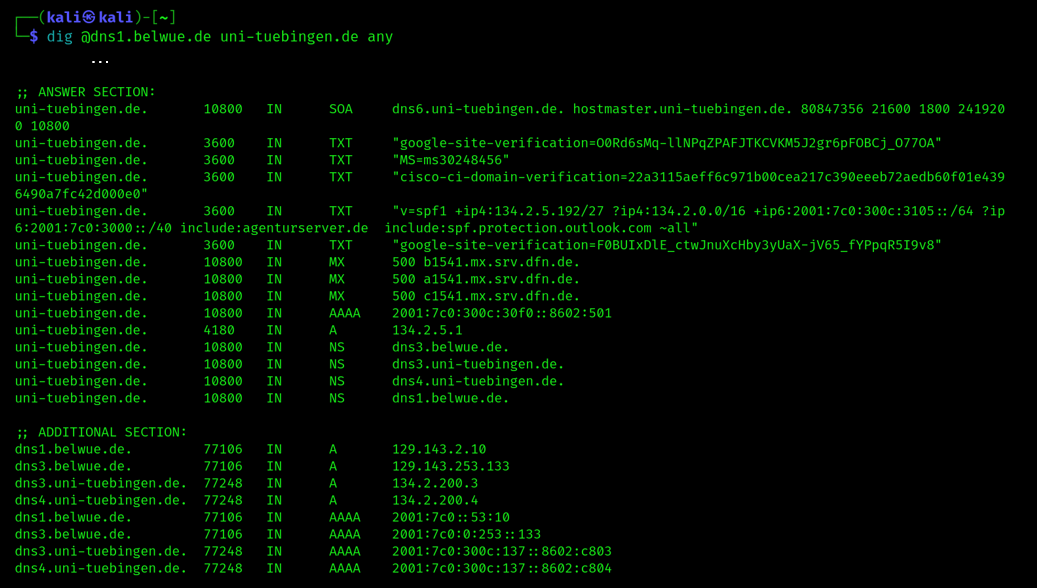 ┌──(kali㉿kali)-[~]
└─$ dig @dns1.belwue.de uni-tuebingen.de any
...
;; ANSWER SECTION:
uni-tuebingen.de. 10800 IN SOA dns6.uni-tuebingen.de. hostmaster.uni-tuebingen.de. 80847356 21600 1800 241920
0 10800
uni-tuebingen.de. 3600 IN TXT "google-site-verification=O0Rd6sMq-llNPqZPAFJTKCVKM5J2gr6pFOBCj_O77OA"
uni-tuebingen.de. 3600 IN TXT "MS=ms30248456"
uni-tuebingen.de. 3600 IN TXT "cisco-ci-domain-verification=22a3115aeff6c971b00cea217c390eeeb72aedb60f01e439
6490a7fc42d000e0"
uni-tuebingen.de. 3600 IN TXT "v=spf1 +ip4:134.2.5.192/27 ?ip4:134.2.0.0/16 +ip6:2001:7c0:300c:3105::/64 ?ip
6:2001:7c0:3000::/40 include:agenturserver.de  include:spf.protection.outlook.com ~all"
uni-tuebingen.de. 3600 IN TXT "google-site-verification=F0BUIxDlE_ctwJnuXcHby3yUaX-jV65_fYPpqR5I9v8"
uni-tuebingen.de. 10800 IN MX 500 b1541.mx.srv.dfn.de.
uni-tuebingen.de. 10800 IN MX 500 a1541.mx.srv.dfn.de.
uni-tuebingen.de. 10800 IN MX 500 c1541.mx.srv.dfn.de.
uni-tuebingen.de. 10800 IN AAAA 2001:7c0:300c:30f0::8602:501
uni-tuebingen.de. 4180 IN A 134.2.5.1
uni-tuebingen.de. 10800 IN NS dns3.belwue.de.
uni-tuebingen.de. 10800 IN NS dns3.uni-tuebingen.de.
uni-tuebingen.de. 10800 IN NS dns4.uni-tuebingen.de.
uni-tuebingen.de. 10800 IN NS dns1.belwue.de.
;; ADDITIONAL SECTION:
dns1.belwue.de. 77106 IN A 129.143.2.10
dns3.belwue.de. 77106 IN A 129.143.253.133
dns3.uni-tuebingen.de. 77248 IN A 134.2.200.3
dns4.uni-tuebingen.de. 77248 IN A 134.2.200.4
dns1.belwue.de. 77106 IN AAAA 2001:7c0::53:10
dns3.belwue.de. 77106 IN AAAA 2001:7c0:0:253::133
dns3.uni-tuebingen.de. 77248 IN AAAA 2001:7c0:300c:137::8602:c803
dns4.uni-tuebingen.de. 77248 IN AAAA 2001:7c0:300c:137::8602:c804